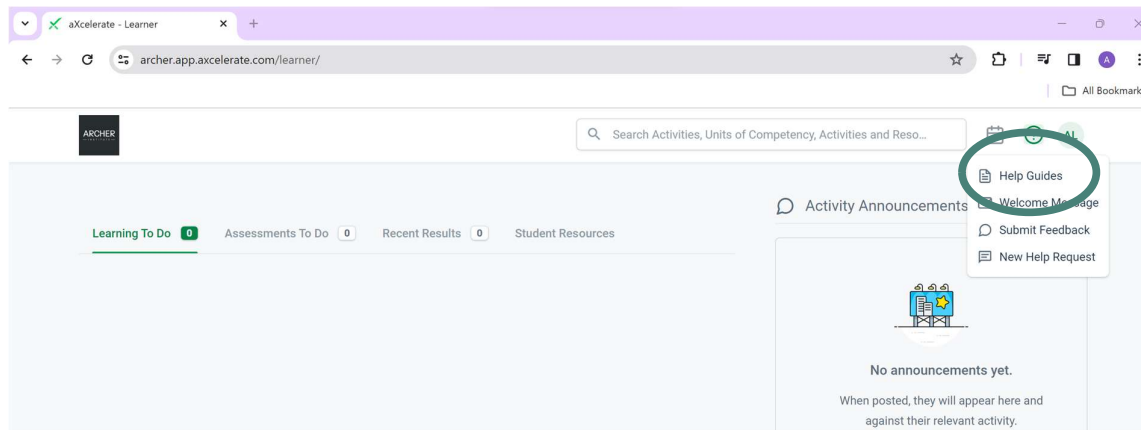 aXcelerate - Learner
archer.app.axcelerate.com/learner/
A
All Bookmark
ARCHER
Search Activities, Units of Competency, Activities and Reso...
AL
Help Guides
Welcome Message
Submit Feedback
New Help Request
Activity Announcements
Learning To Do 0
Assessments To Do 0
Recent Results 0
Student Resources
No announcements yet.
When posted, they will appear here and
against their relevant activity.